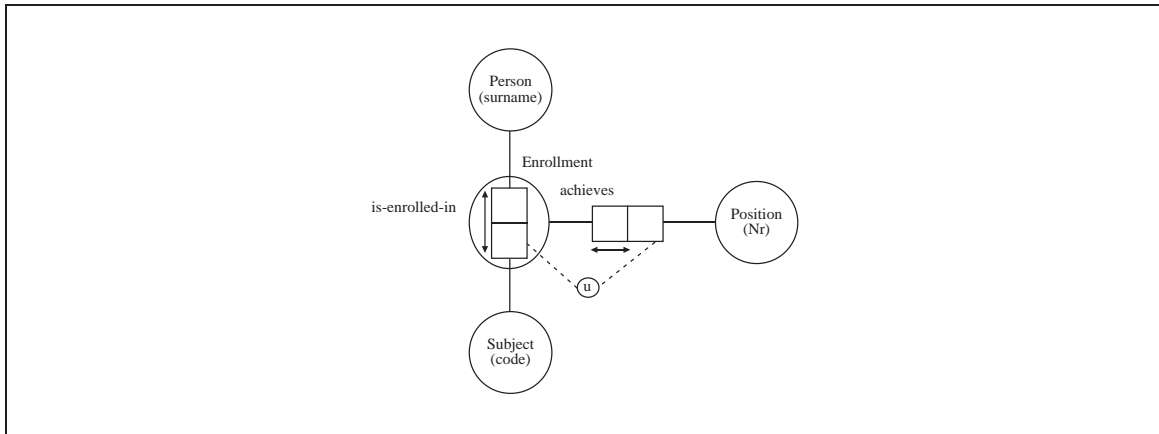 Person
(surname)
Enrollment
achieves
is-enrolled-in
Position
(Nr)
u
Subject
(code)